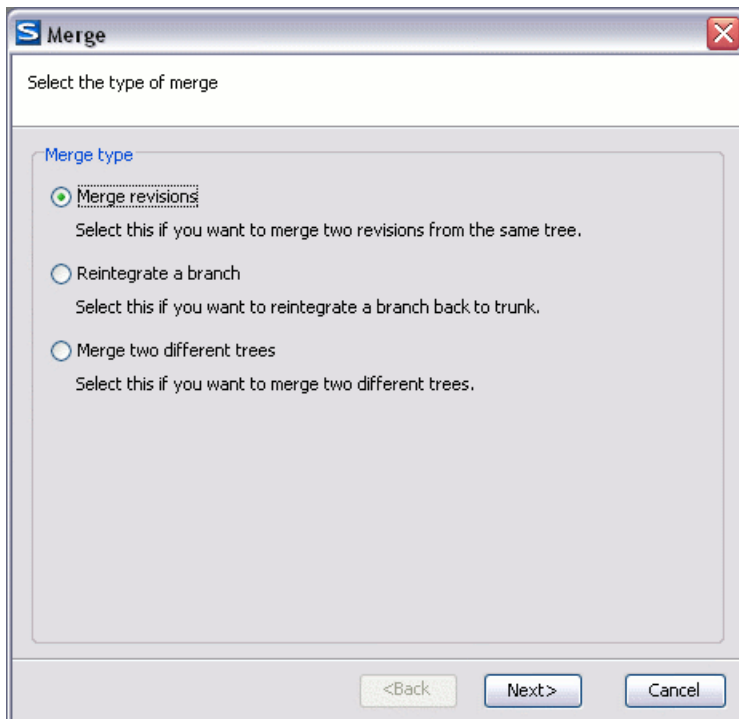 S Merge
Select the type of merge
Merge type
Merge revisions
Select this if you want to merge two revisions from the same tree.
Reintegrate a branch
Select this if you want to reintegrate a branch back to trunk.
Merge two different trees
Select this if you want to merge two different trees.
<Back Next> Cancel